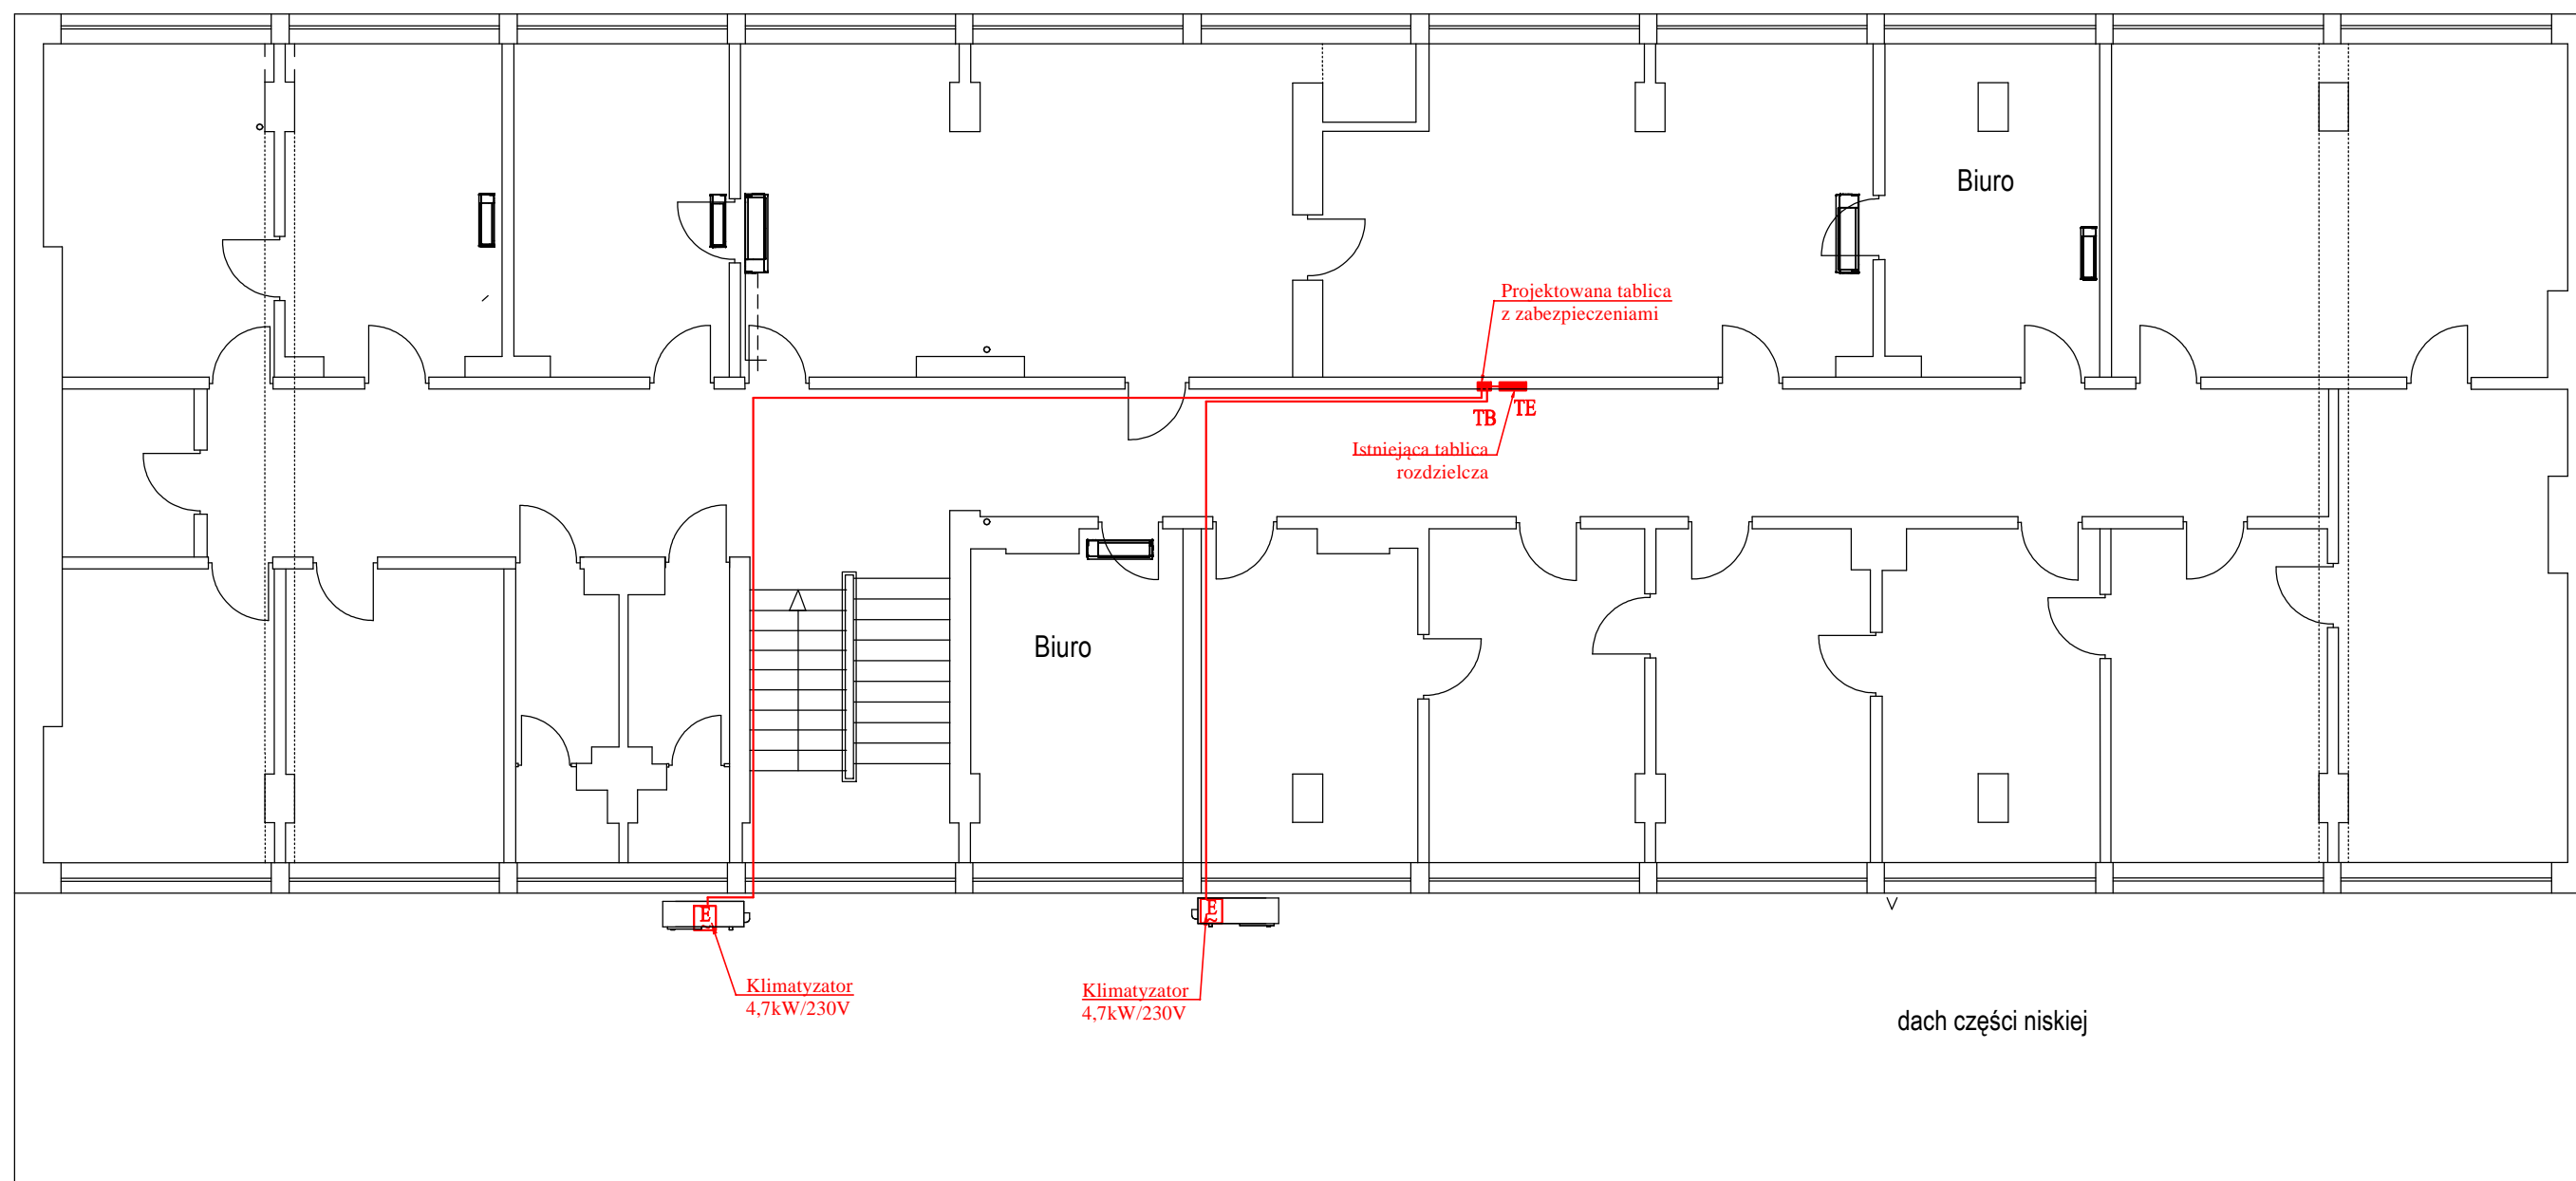 Biuro
Projektowana tablica
z zabezpieczeniami
TB
TE
Istniejąca tablica
rozdzielcza
Biuro
E
E
Klimatyzator
4,7kW/230V
Klimatyzator
4,7kW/230V
dach części niskiej